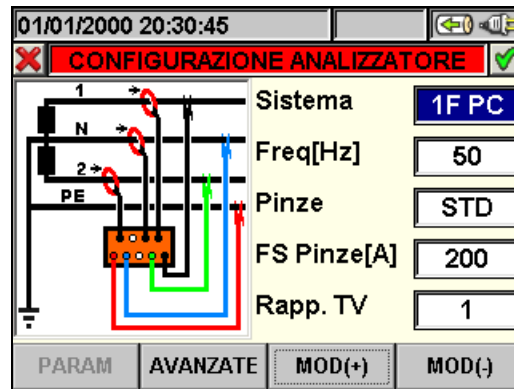 01/01/2000 20:30:45
CONFIGURAZIONE ANALIZZATORE
1
N
2
PE
Sistema 1F PC
Freq[Hz] 50
Pinze STD
FS Pinze[A] 200
Rapp. TV 1
PARAM AVANZATE MOD(+) MOD(-)